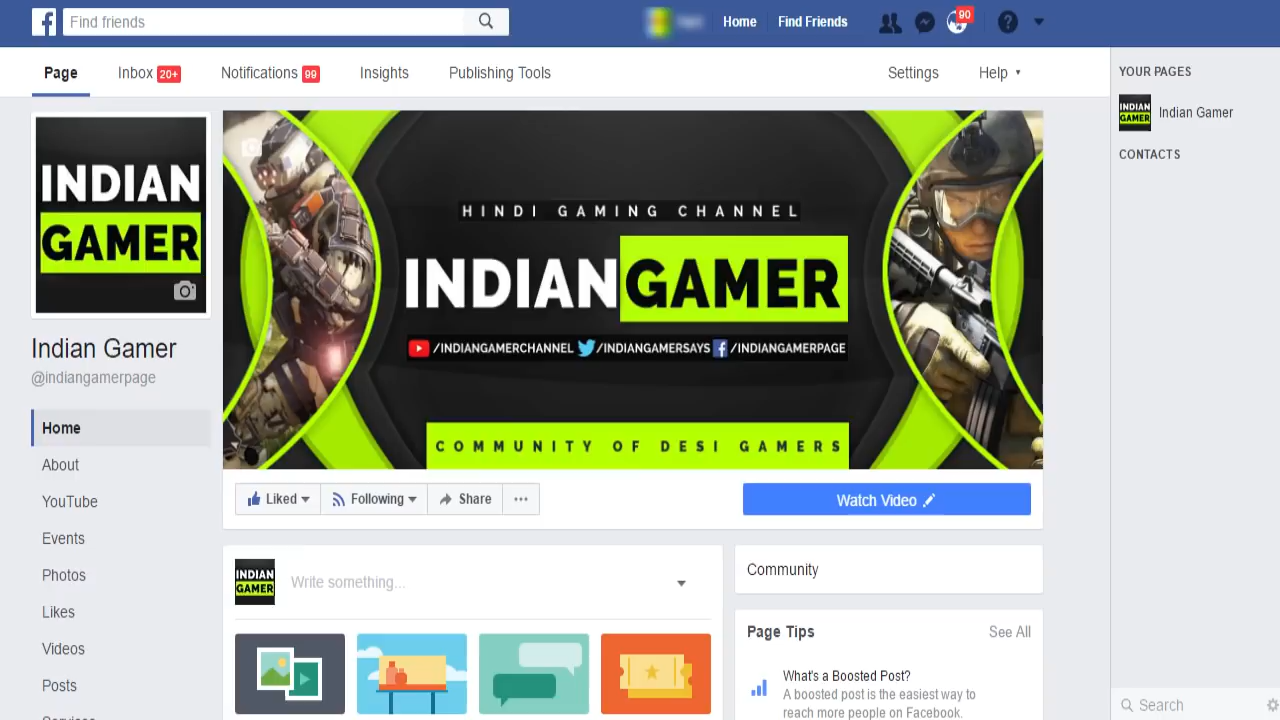 Find friends
Home
Find Friends
90
Page
Inbox 20+
Notifications 99
Insights
Publishing Tools
Settings
Help
YOUR PAGES
INDIAN
GAMER
Indian Gamer
CONTACTS
INDIAN
GAMER
Indian Gamer
@indiangamerpage
HINDI GAMING CHANNEL
INDIANGAMER
/INDIANGAMERCHANNEL /INDIANGAMERSAYS /INDIANGAMERPAGE
COMMUNITY OF DESI GAMERS
Home
About
YouTube
Events
Photos
Likes
Videos
Posts
Liked
Following
Share
Watch Video
INDIAN
GAMER
Write something...
Community
Page Tips
See All
What's a Boosted Post?
A boosted post is the easiest way to
reach more people on Facebook.
Search